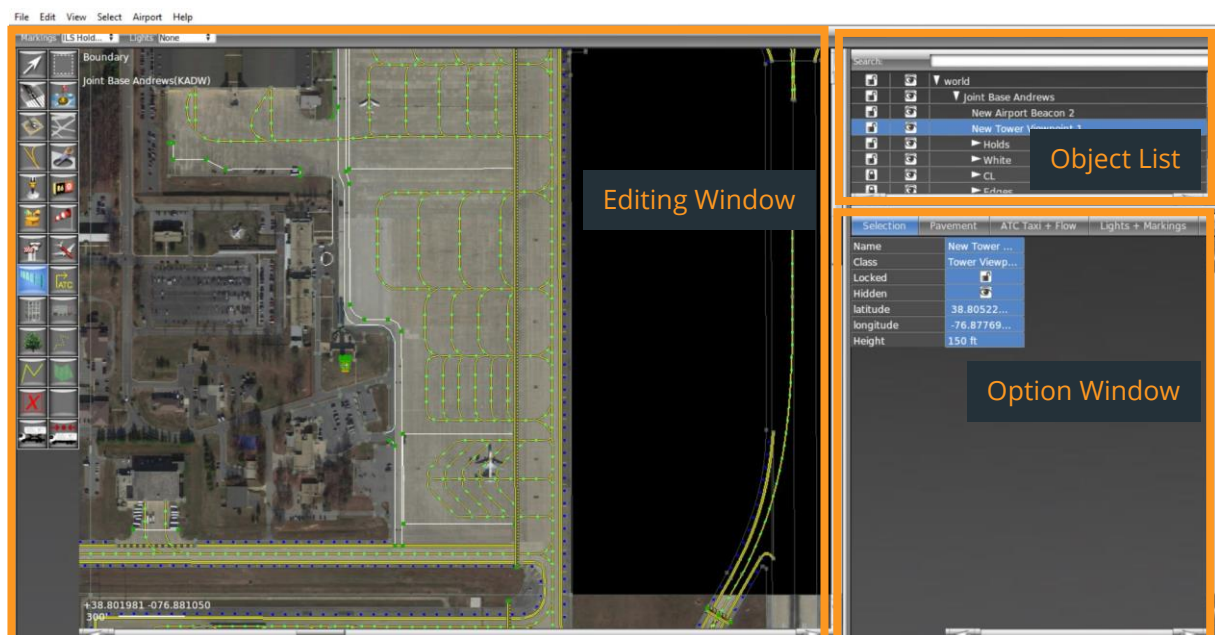 File Edit View Select Airport Help
Markings ILS Hold... Lights None
Boundary
Joint Base Andrews(KADW)
ATC
X
+38.801981 -076.881050
300'
Editing Window
Search:
world
Joint Base Andrews
New Airport Beacon 2
New Tower Viewpoint 1
Holds
White
CL
Edges
Object List
Selection Pavement ATC Taxi + Flow Lights + Markings
Name New Tower ...
Class Tower Viewp...
Locked
Hidden
latitude 38.80522...
longitude -76.87769...
Height 150 ft
Option Window